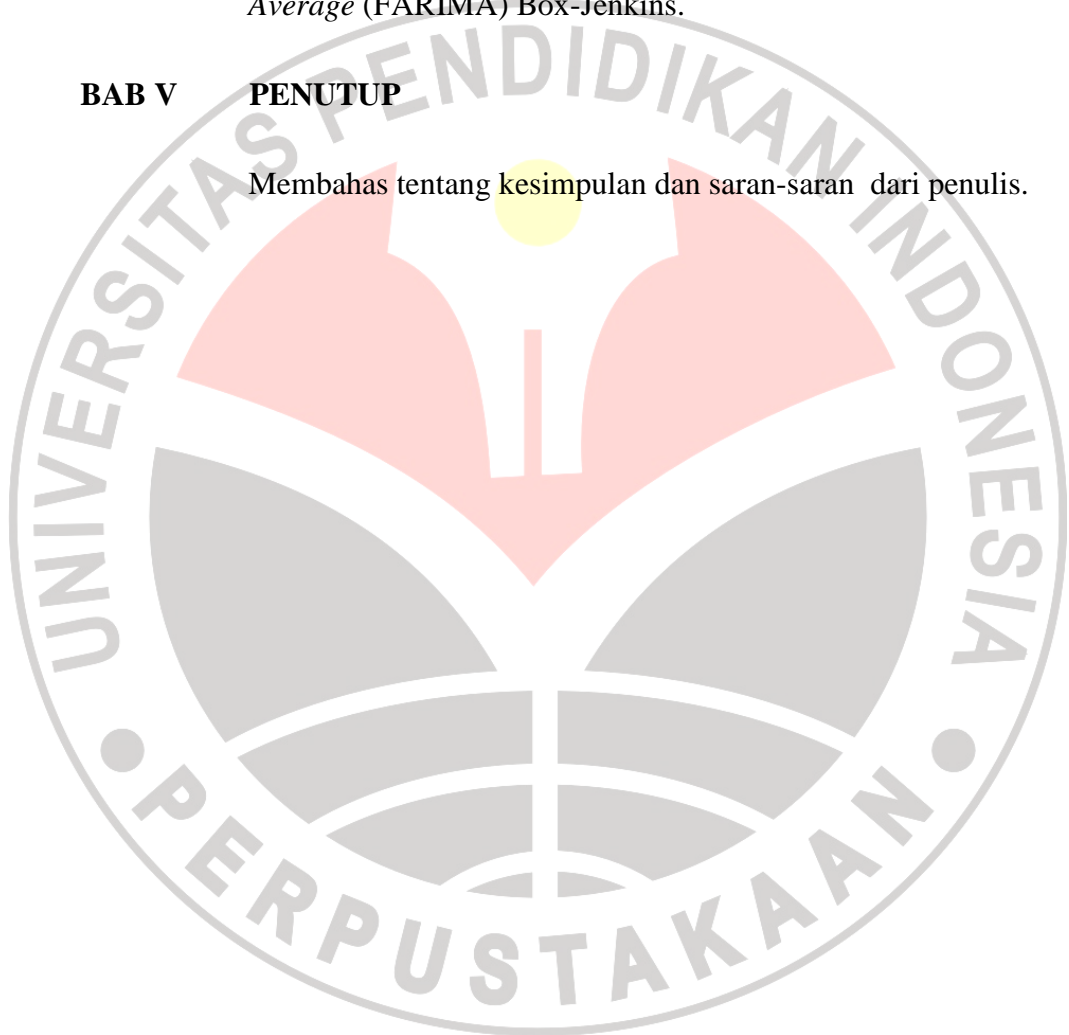 Average (FARIMA) Box-Jenkins.
BAB V PENUTUP
Membahas tentang kesimpulan dan saran-saran dari penulis.
UNIVERSITAS PENDIDIKAN INDONESIA
PERPUSTAKAAN